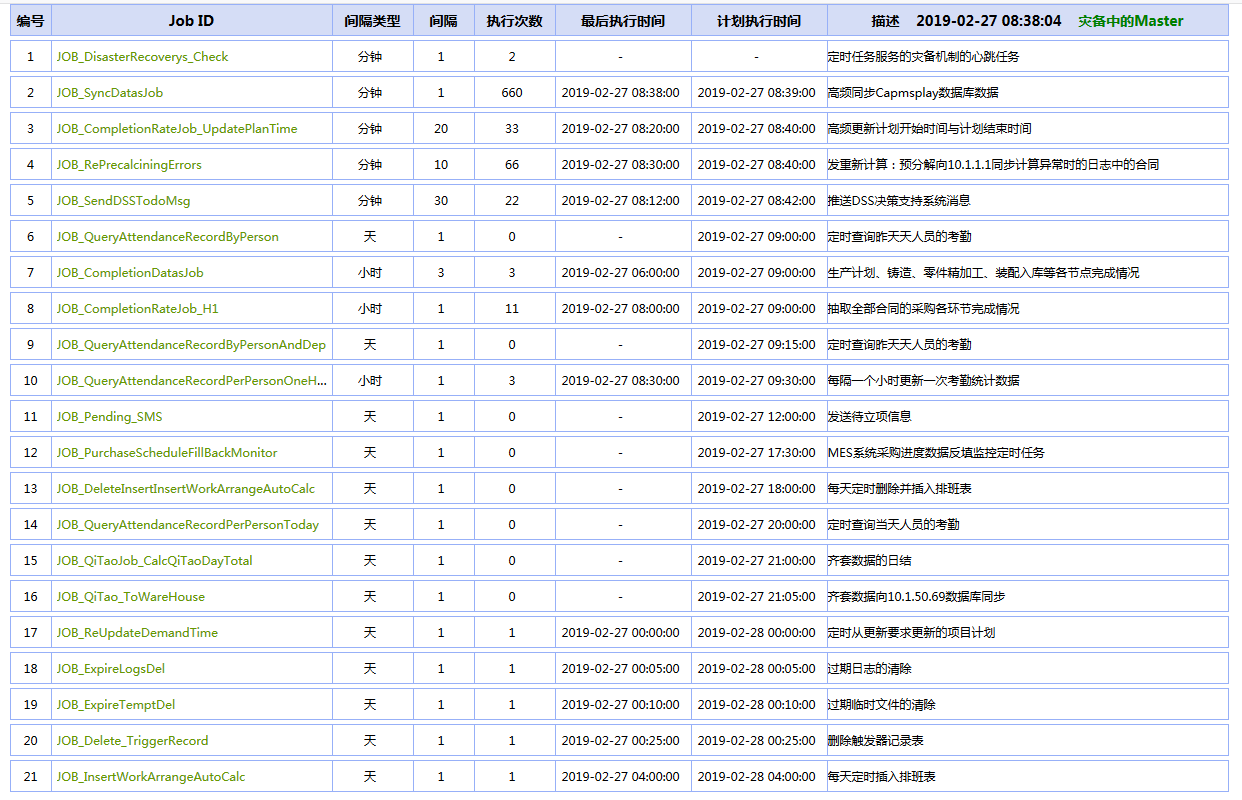 编号 Job ID 间隔类型 间隔 执行次数 最后执行时间 计划执行时间 描述 2019-02-27 08:38:04 灾备中的Master
1 JOB_DisasterRecoverys_Check 分钟 1 2 - - 定时任务服务的灾备机制的心跳任务
2 JOB_SyncDatasJob 分钟 1 660 2019-02-27 08:38:00 2019-02-27 08:39:00 高频同步Capmsplay数据库数据
3 JOB_CompletionRateJob_UpdatePlanTime 分钟 20 33 2019-02-27 08:20:00 2019-02-27 08:40:00 高频更新计划开始时间与计划结束时间
4 JOB_RePrecalciningErrors 分钟 10 66 2019-02-27 08:30:00 2019-02-27 08:40:00 发重新计算：预分解向10.1.1.1同步计算异常时的日志中的合同
5 JOB_SendDSSTodoMsg 分钟 30 22 2019-02-27 08:12:00 2019-02-27 08:42:00 推送DSS决策支持系统消息
6 JOB_QueryAttendanceRecordByPerson 天 1 0 - 2019-02-27 09:00:00 定时查询昨天天人员的考勤
7 JOB_CompletionDatasJob 小时 3 3 2019-02-27 06:00:00 2019-02-27 09:00:00 生产计划、铸造、零件精加工、装配入库等各节点完成情况
8 JOB_CompletionRateJob_H1 小时 1 11 2019-02-27 08:00:00 2019-02-27 09:00:00 抽取全部合同的采购各环节完成情况
9 JOB_QueryAttendanceRecordByPersonAndDep 天 1 0 - 2019-02-27 09:15:00 定时查询昨天天人员的考勤
10 JOB_QueryAttendanceRecordPerPersonOneH... 小时 1 3 2019-02-27 08:30:00 2019-02-27 09:30:00 每隔一个小时更新一次考勤统计数据
11 JOB_Pending_SMS 天 1 0 - 2019-02-27 12:00:00 发送待立项信息
12 JOB_PurchaseScheduleFillBackMonitor 天 1 0 - 2019-02-27 17:30:00 MES系统采购进度数据反填监控定时任务
13 JOB_DeleteInsertInsertWorkArrangeAutoCalc 天 1 0 - 2019-02-27 18:00:00 每天定时删除并插入排班表
14 JOB_QueryAttendanceRecordPerPersonToday 天 1 0 - 2019-02-27 20:00:00 定时查询当天人员的考勤
15 JOB_QiTaoJob_CalcQiTaoDayTotal 天 1 0 - 2019-02-27 21:00:00 齐套数据的日结
16 JOB_QiTao_ToWareHouse 天 1 0 - 2019-02-27 21:05:00 齐套数据向10.1.50.69数据库同步
17 JOB_ReUpdateDemandTime 天 1 1 2019-02-27 00:00:00 2019-02-28 00:00:00 定时从更新要求更新的项目计划
18 JOB_ExpireLogsDel 天 1 1 2019-02-27 00:05:00 2019-02-28 00:05:00 过期日志的清除
19 JOB_ExpireTemptDel 天 1 1 2019-02-27 00:10:00 2019-02-28 00:10:00 过期临时文件的清除
20 JOB_Delete_TriggerRecord 天 1 1 2019-02-27 00:25:00 2019-02-28 00:25:00 删除触发器记录表
21 JOB_InsertWorkArrangeAutoCalc 天 1 1 2019-02-27 04:00:00 2019-02-28 04:00:00 每天定时插入排班表